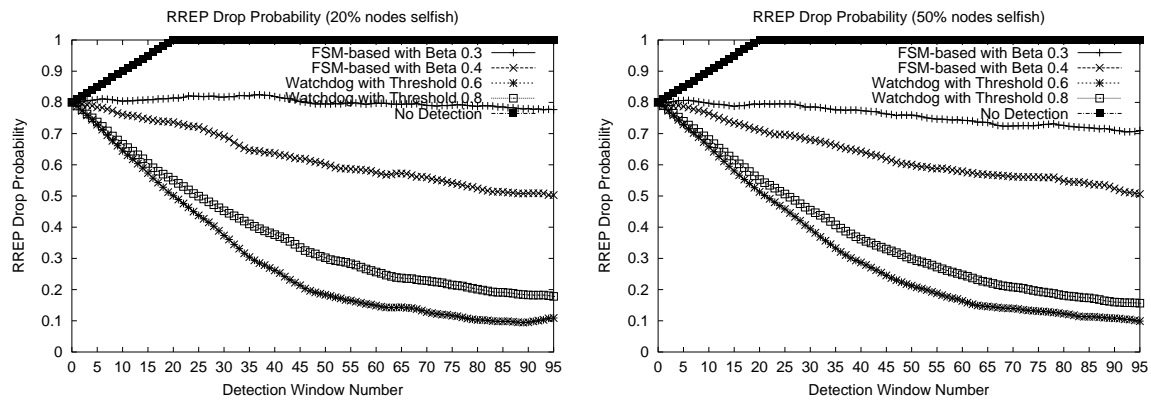 RREP Drop Probability (20% nodes selfish)
RREP Drop Probability
1
0.9
0.8
0.7
0.6
0.5
0.4
0.3
0.2
0.1
0
FSM-based with Beta 0.3
FSM-based with Beta 0.4
Watchdog with Threshold 0.6
Watchdog with Threshold 0.8
No Detection
0 5 10 15 20 25 30 35 40 45 50 55 60 65 70 75 80 85 90 95
Detection Window Number
RREP Drop Probability (50% nodes selfish)
RREP Drop Probability
1
0.9
0.8
0.7
0.6
0.5
0.4
0.3
0.2
0.1
0
FSM-based with Beta 0.3
FSM-based with Beta 0.4
Watchdog with Threshold 0.6
Watchdog with Threshold 0.8
No Detection
0 5 10 15 20 25 30 35 40 45 50 55 60 65 70 75 80 85 90 95
Detection Window Number